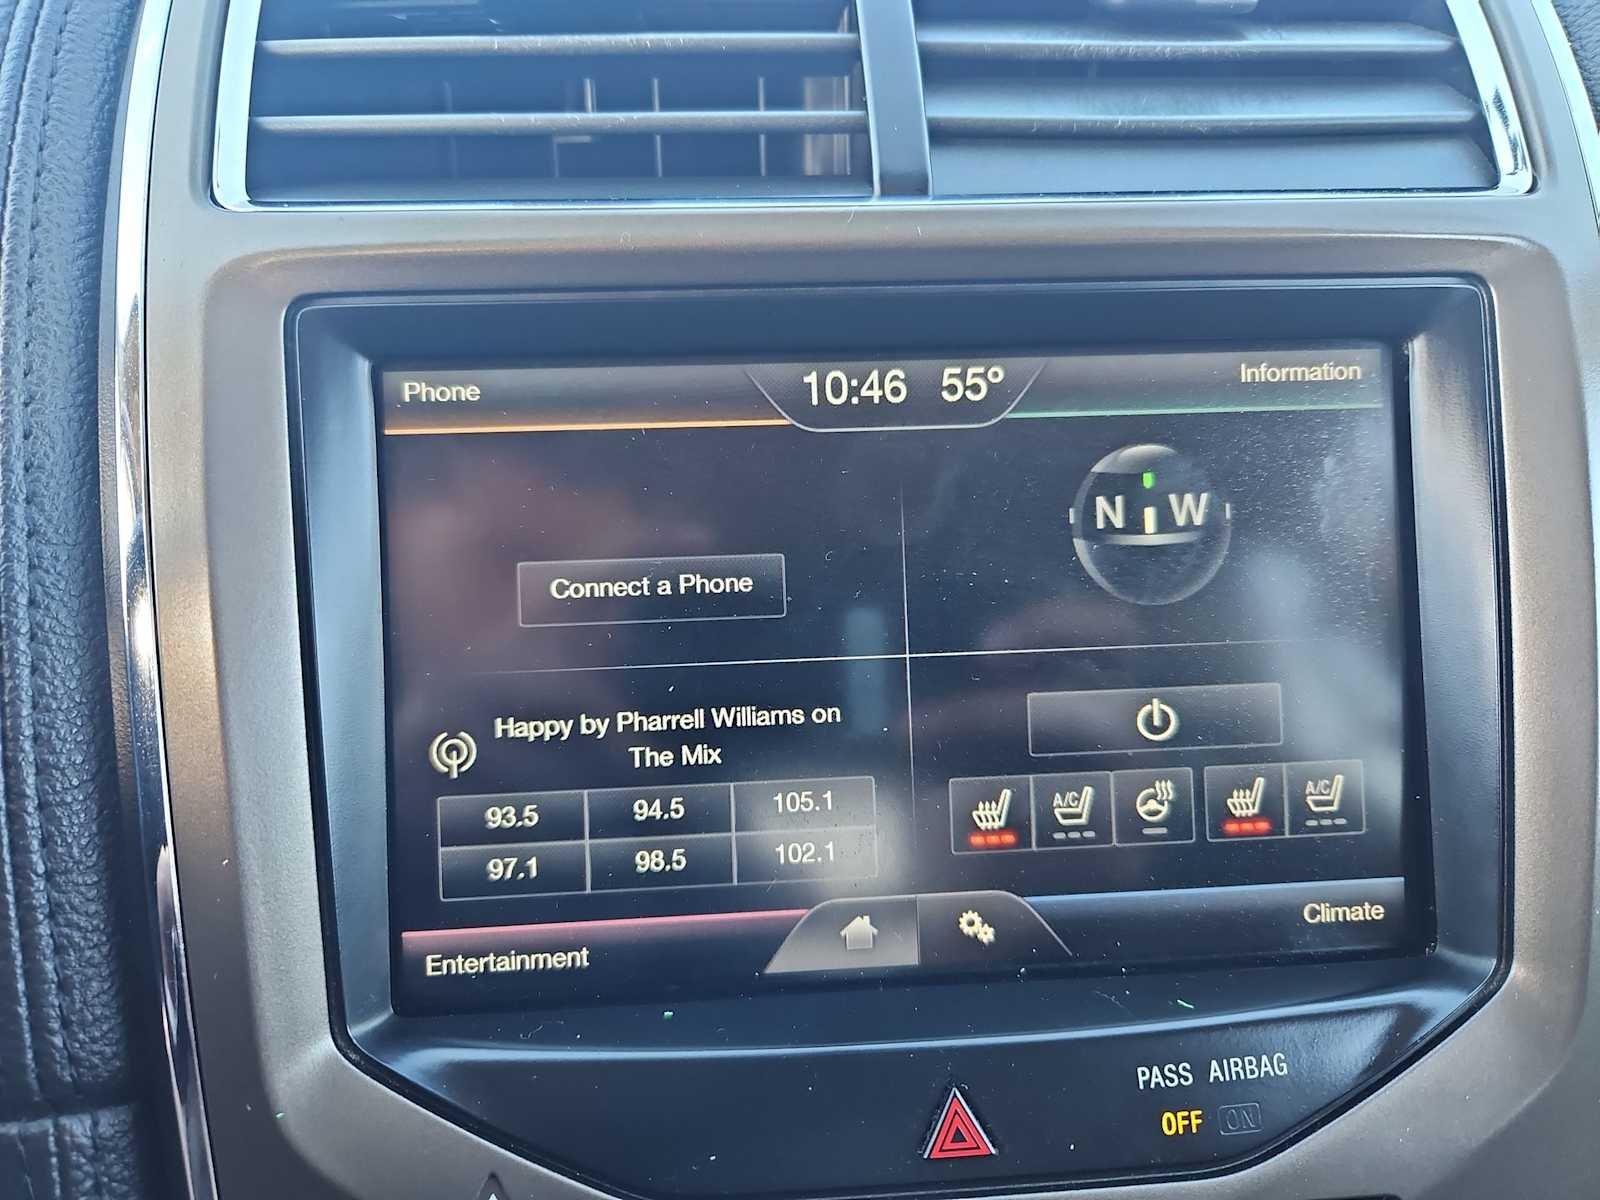 Phone
10:46 55°
Information
N W
Connect a Phone
Happy by Pharrell Williams on
The Mix
93.5 94.5 105.1
97.1 98.5 102.1
A/C A/C
Entertainment
Climate
PASS AIRBAG
OFF ON